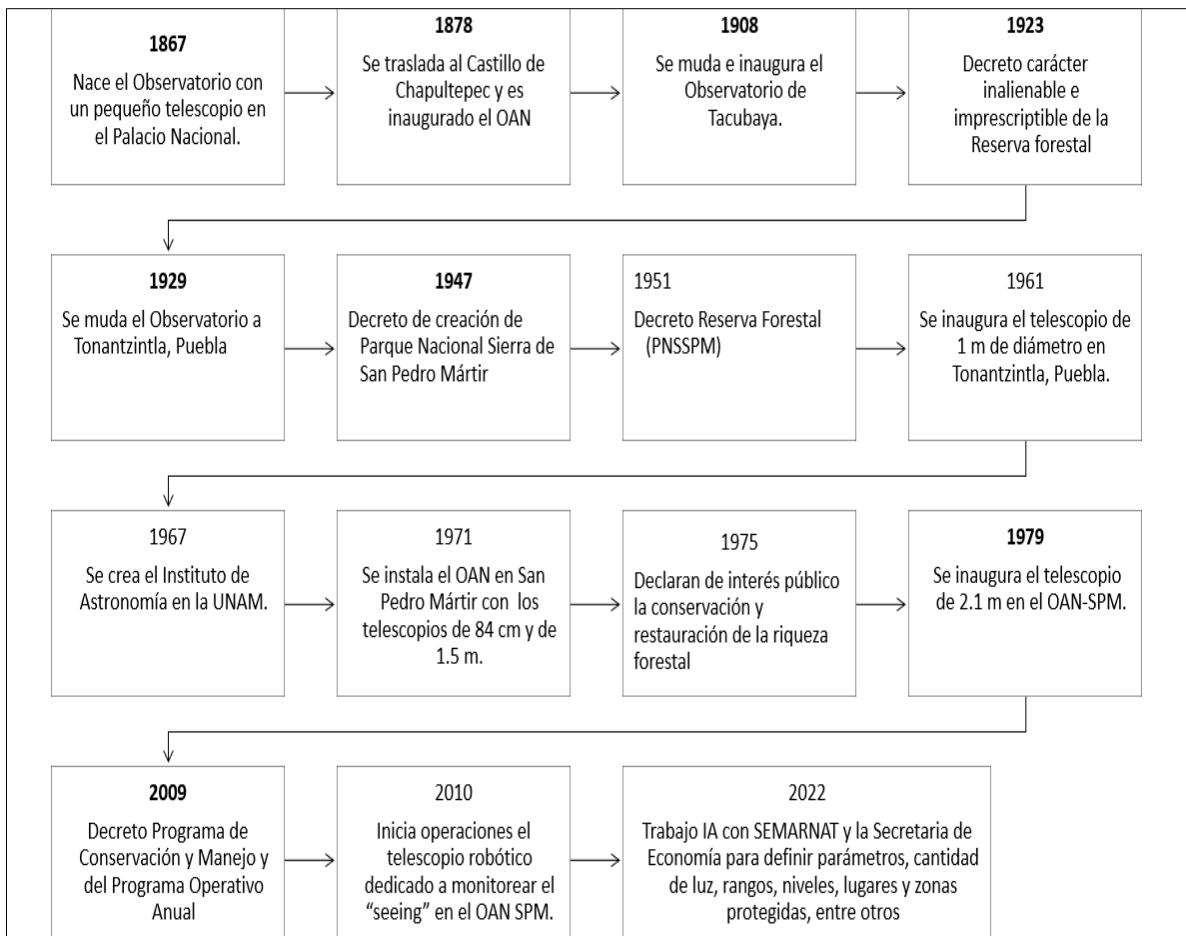 1867
Nace el Observatorio con
un pequeño telescopio en
el Palacio Nacional.
1878
Se traslada al Castillo de
Chapultepec y es
inaugurado el OAN
1908
Se muda e inaugura el
Observatorio de
Tacubaya.
1923
Decreto carácter
inalienable e
imprescriptible de la
Reserva forestal
1929
Se muda el Observatorio a
Tonantzintla, Puebla
1947
Decreto de creación de
Parque Nacional Sierra de
San Pedro Mártir
1951
Decreto Reserva Forestal
(PNSSPM)
1961
Se inaugura el telescopio de
1 m de diámetro en
Tonantzintla, Puebla.
1967
Se crea el Instituto de
Astronomía en la UNAM.
1971
Se instala el OAN en San
Pedro Mártir con los
telescopios de 84 cm y de
1.5 m.
1975
Declaran de interés público
la conservación y
restauración de la riqueza
forestal
1979
Se inaugura el telescopio
de 2.1 m en el OAN-SPM.
2009
Decreto Programa de
Conservación y Manejo y
del Programa Operativo
Anual
2010
Inicia operaciones el
telescopio robótico
dedicado a monitorear el
“seeing” en el OAN SPM.
2022
Trabajo IA con SEMARNAT y la Secretaria de
Economía para definir parámetros, cantidad
de luz, rangos, niveles, lugares y zonas
protegidas, entre otros